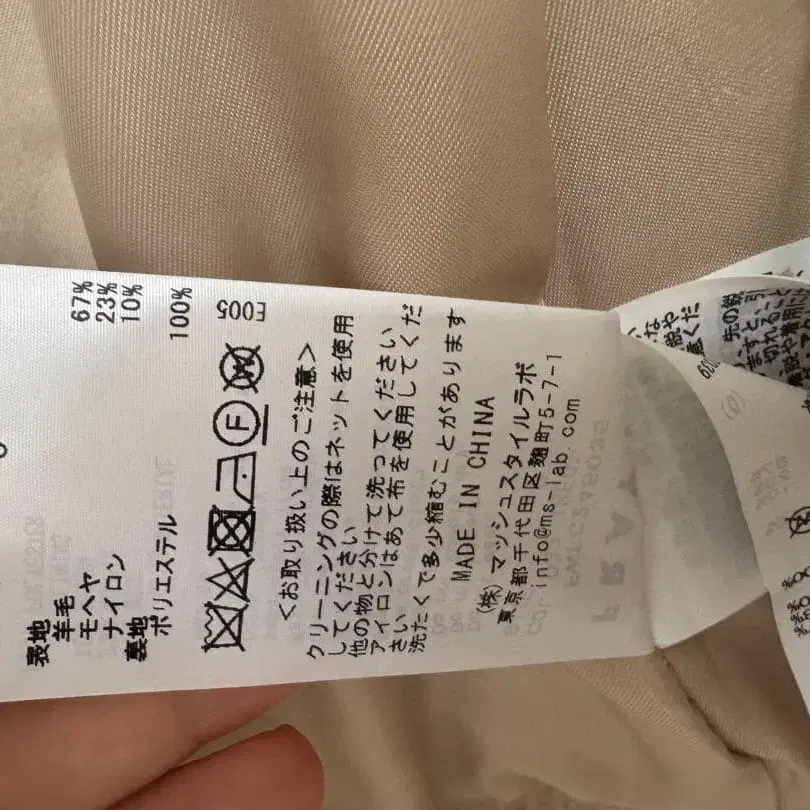 表地
羊毛 67%
モヘヤ 23%
ナイロン 10%
裏地
ポリエステル 100%
E005
<お取り扱い上のご注意>
クリーニングの際はネットを使用
してください
他の物と分けて洗ってください
アイロンはあて布を使用してくだ
さい
洗たくで多少縮むことがあります
MADE IN CHINA
(株)マッシュスタイルラボ
東京都千代田区麹町5-7-1
info@ms-lab.com